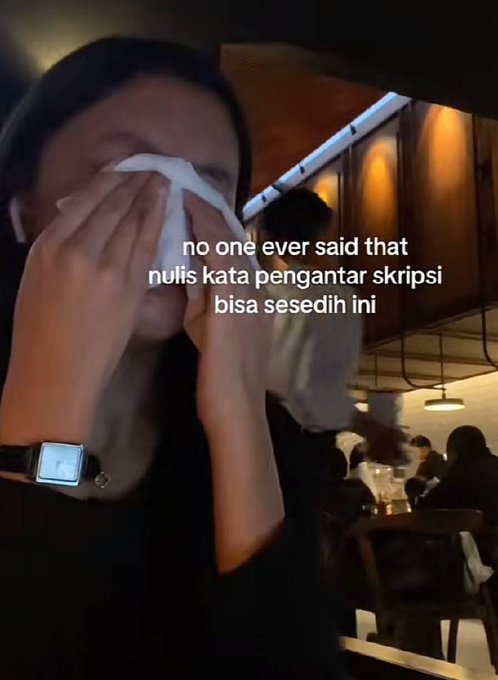 no one ever said that
nulis kata pengantar skripsi
bisa sesedih ini